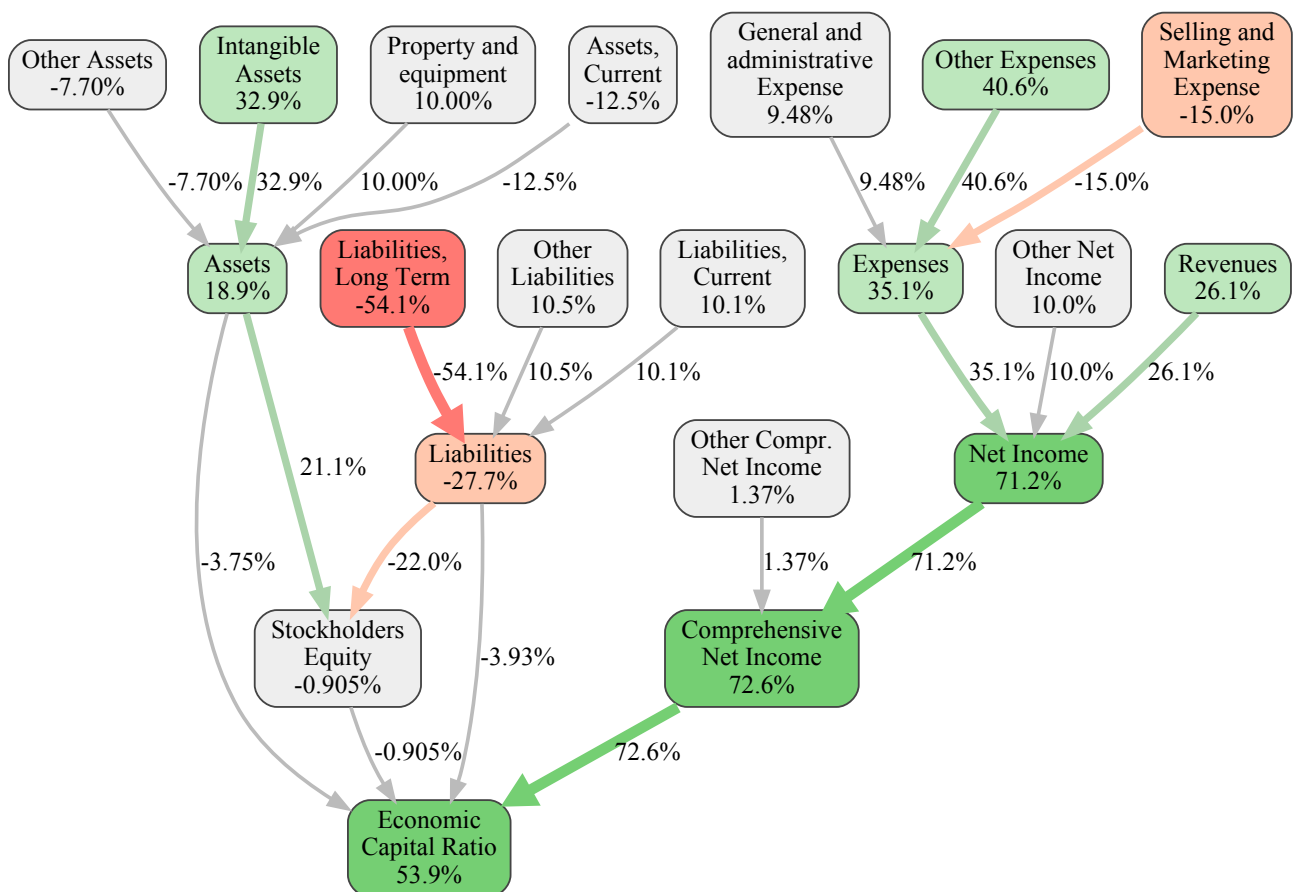 Other Assets
-7.70%
Intangible
Assets
32.9%
Property and
equipment
10.00%
Assets,
Current
-12.5%
General and
administrative
Expense
9.48%
Other Expenses
40.6%
Selling and
Marketing
Expense
-15.0%
-7.70%
32.9%
10.00%
-12.5%
9.48%
40.6%
-15.0%
Assets
18.9%
Liabilities,
Long Term
-54.1%
Other
Liabilities
10.5%
Liabilities,
Current
10.1%
Expenses
35.1%
Other Net
Income
10.0%
Revenues
26.1%
-54.1%
10.5%
10.1%
35.1%
10.0%
26.1%
21.1%
Liabilities
-27.7%
Other Compr.
Net Income
1.37%
Net Income
71.2%
-3.75%
-22.0%
1.37%
71.2%
Stockholders
Equity
-0.905%
-3.93%
Comprehensive
Net Income
72.6%
-0.905%
72.6%
Economic
Capital Ratio
53.9%